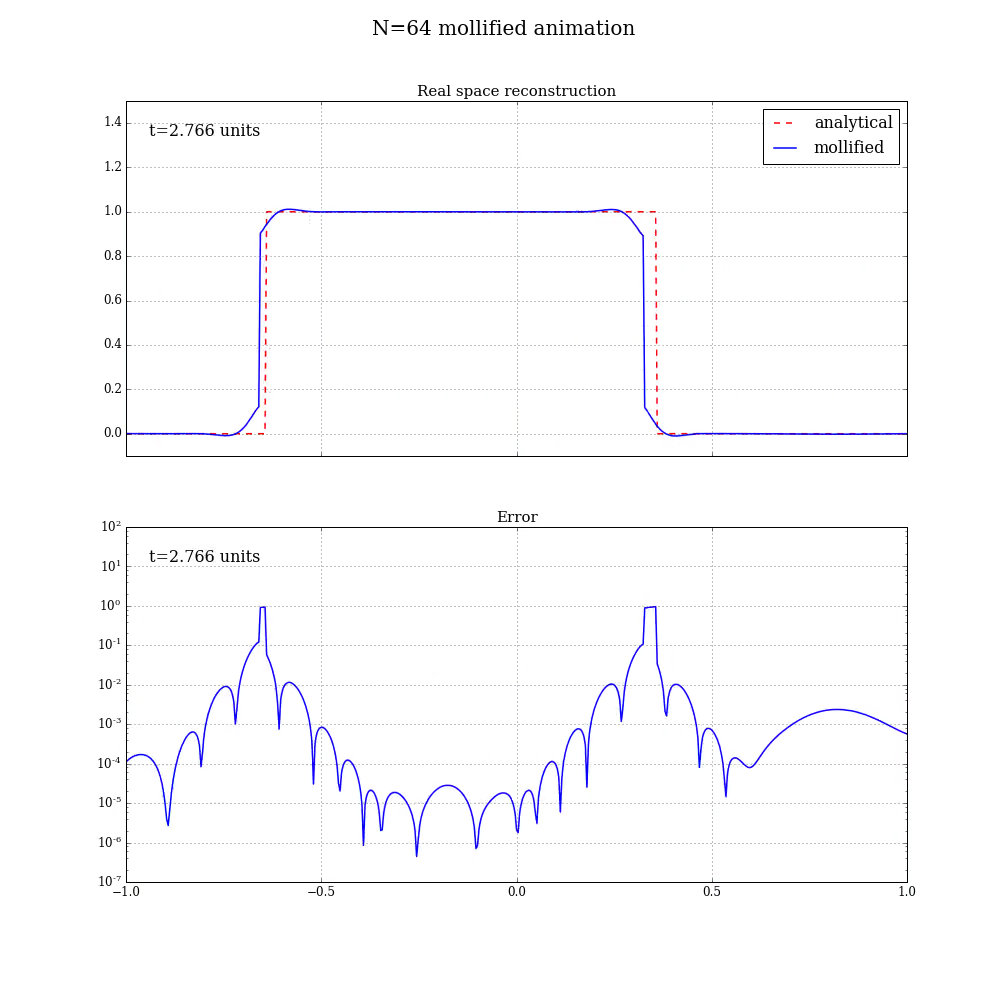 N=64 mollified animation
Real space reconstruction
t=2.766 units
analytical
mollified
1.4
1.2
1.0
0.8
0.6
0.4
0.2
0.0
Error
t=2.766 units
10²
10¹
10⁰
10⁻¹
10⁻²
10⁻³
10⁻⁴
10⁻⁵
10⁻⁶
10⁻⁷
−1.0 −0.5 0.0 0.5 1.0